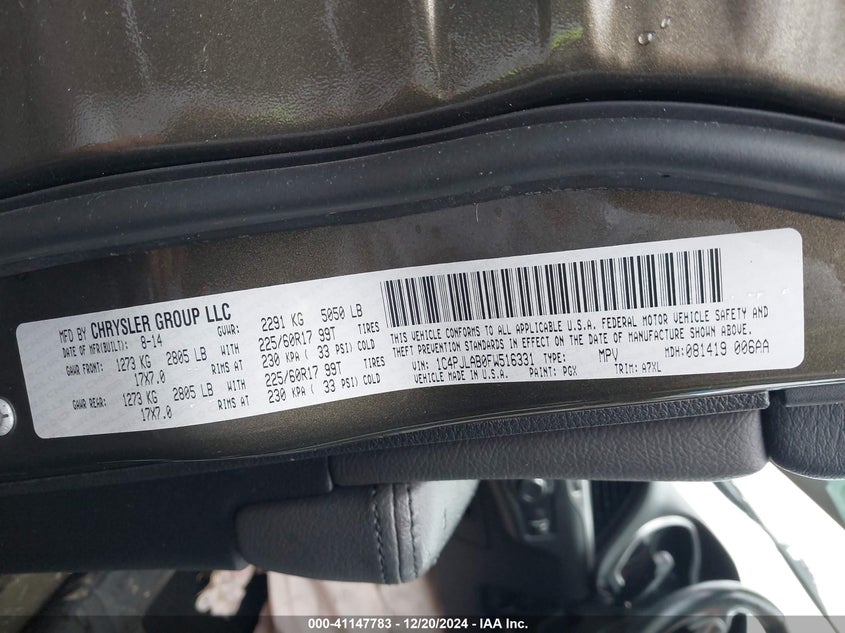 MFD BY CHRYSLER GROUP LLC
DATE OF MFR(BUILT): 8-14 GVWR: 2291 KG 5050 LB
GAWR FRONT: 1273 KG 2805 LB WITH 225/60R17 99T TIRES
17X7.0 RIMS AT 230 KPA ( 33 PSI) COLD
GAWR REAR: 1273 KG 2805 LB WITH 225/60R17 99T TIRES
17X7.0 RIMS AT 230 KPA ( 33 PSI) COLD
THIS VEHICLE CONFORMS TO ALL APPLICABLE U.S.A. FEDERAL MOTOR VEHICLE SAFETY AND
THEFT PREVENTION STANDARDS IN EFFECT ON THE DATE OF MANUFACTURE SHOWN ABOVE.
VIN: 1C4PJLAB0FW516331 TYPE: MPV MDH: 081419 006AA
MADE IN U.S.A. PAINT: PGX TRIM: A7XL
000-41147783 - 12/20/2024 - IAA Inc.